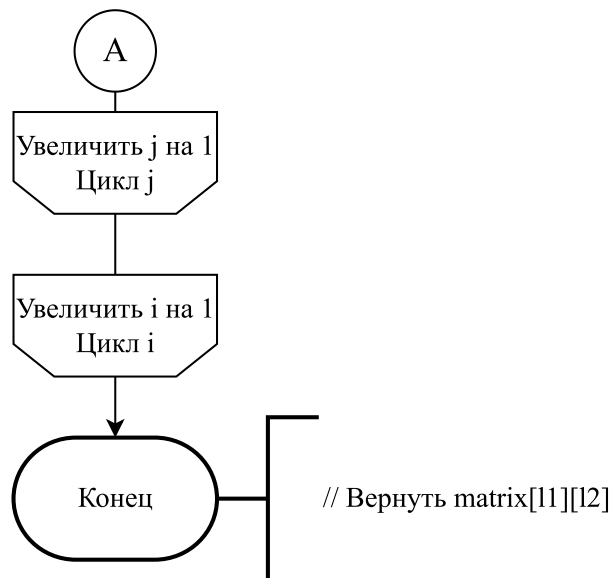 А
Увеличить j на 1
Цикл j
Увеличить i на 1
Цикл i
Конец
// Вернуть matrix[l1][l2]